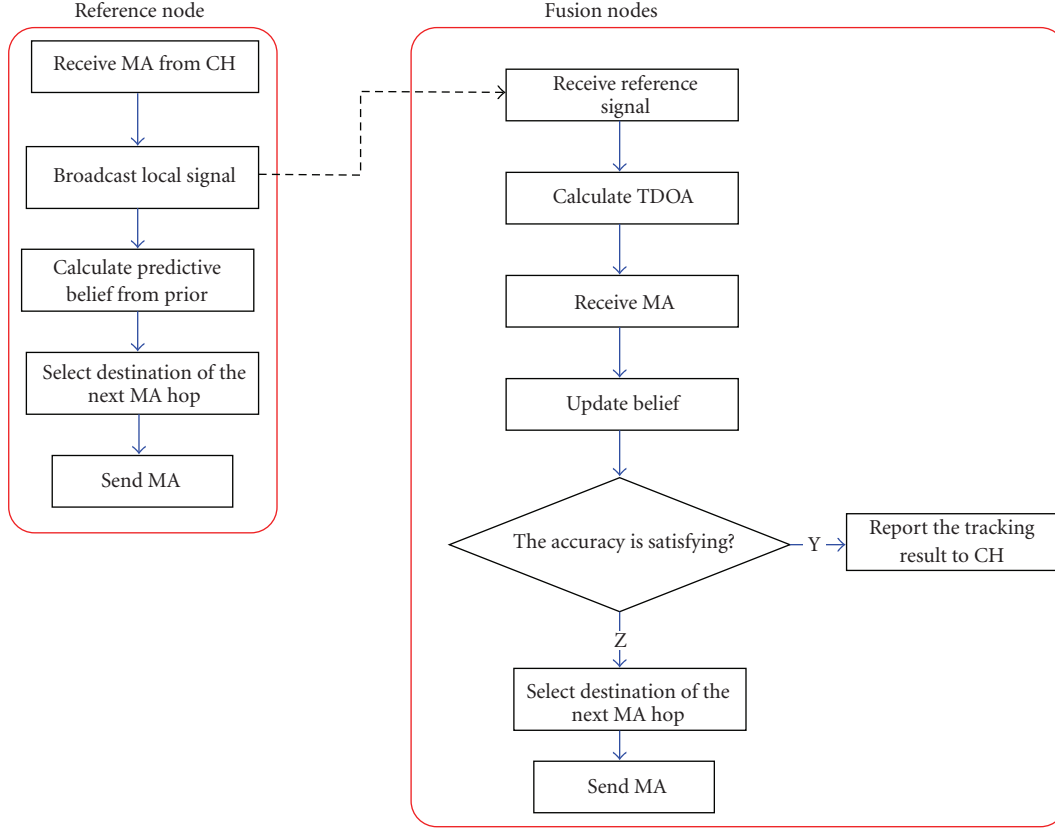 Reference node
Receive MA from CH
Broadcast local signal
Calculate predictive
belief from prior
Select destination of the
next MA hop
Send MA
Fusion nodes
Receive reference
signal
Calculate TDOA
Receive MA
Update belief
The accuracy is satisfying?
Y
Report the tracking
result to CH
Z
Select destination of the
next MA hop
Send MA